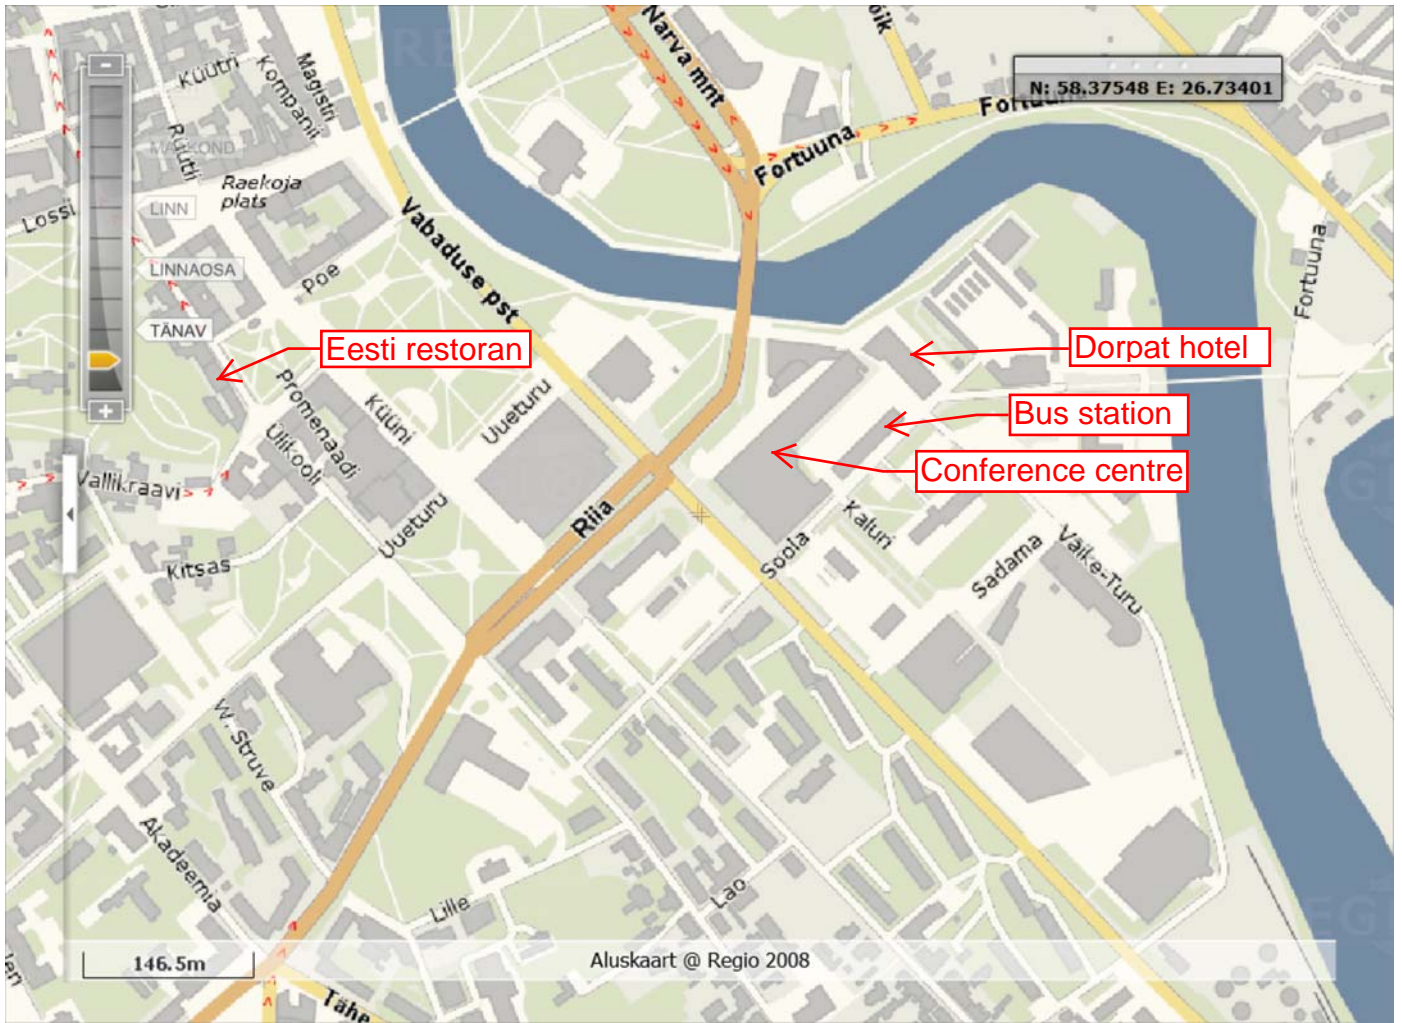 Küütri
Kompanii
Magistri
Rüütli
MAAKOND
Raekoja
plats
LINN
Lossi
LINNAOSA
Poe
TÄNAV
Narva mnt
Fortuuna
N: 58.37548 E: 26.73401
Fortuuna
Vabaduse pst
Eesti restoran
Dorpat hotel
Bus station
Conference centre
Promenaadi
Küüni
Uueturu
Ülikooli
Vallikraavi
Uueturu
Kitsas
Riia
Soola
Kaluri
Sadama
Väike-Turu
W. Struve
Akadeemia
Lille
Lao
Tähe
146.5m
Aluskaart @ Regio 2008